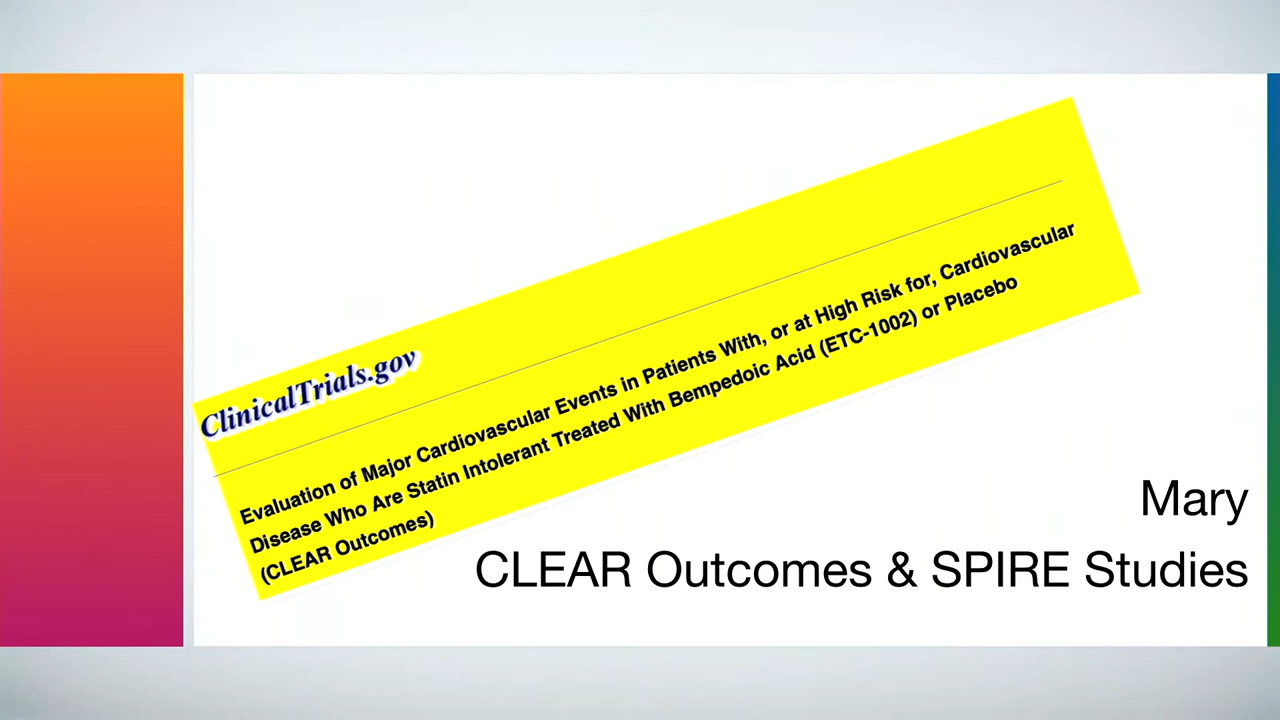 ClinicalTrials.gov
Evaluation of Major Cardiovascular Events in Patients With, or at High Risk for, Cardiovascular
Disease Who Are Statin Intolerant Treated With Bempedoic Acid (ETC-1002) or Placebo
(CLEAR Outcomes)
Mary
CLEAR Outcomes & SPIRE Studies